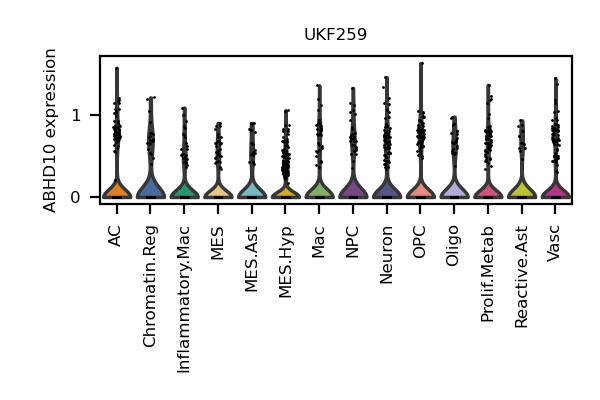 UKF259
ABHD10 expression
1
0
AC
Chromatin.Reg
Inflammatory.Mac
MES
MES.Ast
MES.Hyp
Mac
NPC
Neuron
OPC
Oligo
Prolif.Metab
Reactive.Ast
Vasc